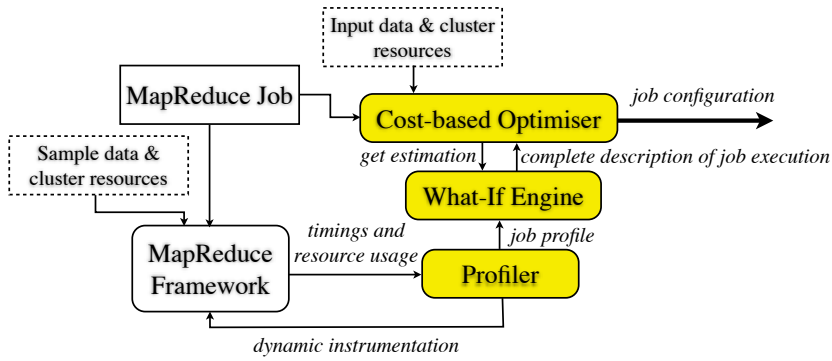 Input data & cluster
resources
MapReduce Job
job configuration
Cost-based Optimiser
Sample data &
cluster resources
get estimation
complete description of job execution
What-If Engine
timings and
resource usage
job profile
MapReduce
Framework
Profiler
dynamic instrumentation